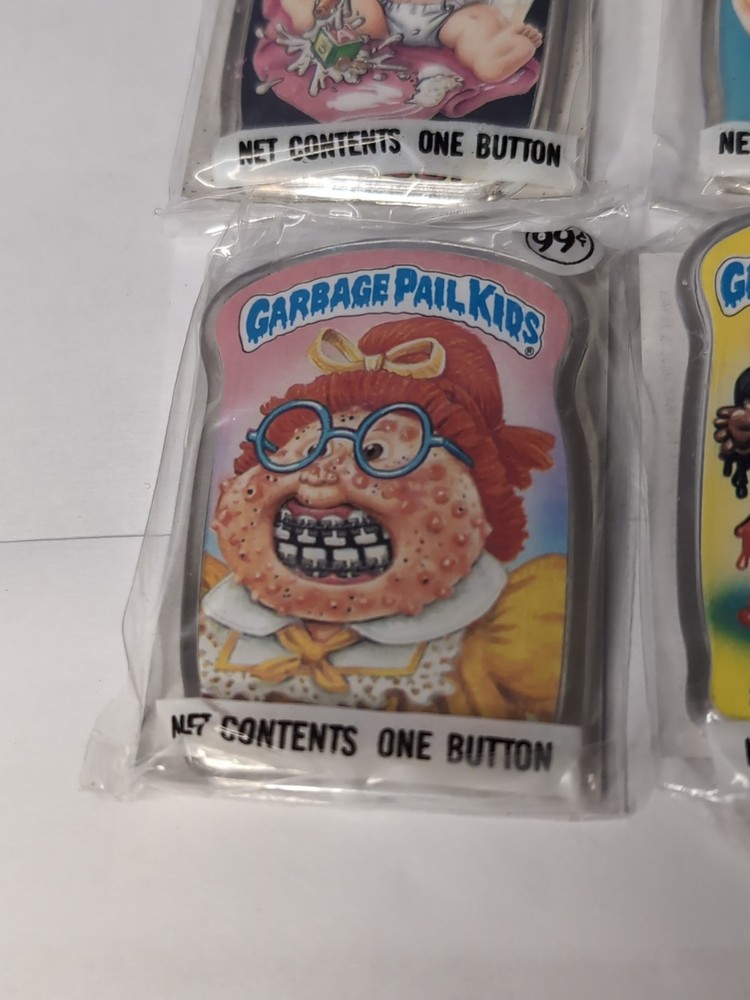 NET CONTENTS ONE BUTTON
NE
99¢
GARBAGE PAIL KIDS
®
G
NET CONTENTS ONE BUTTON